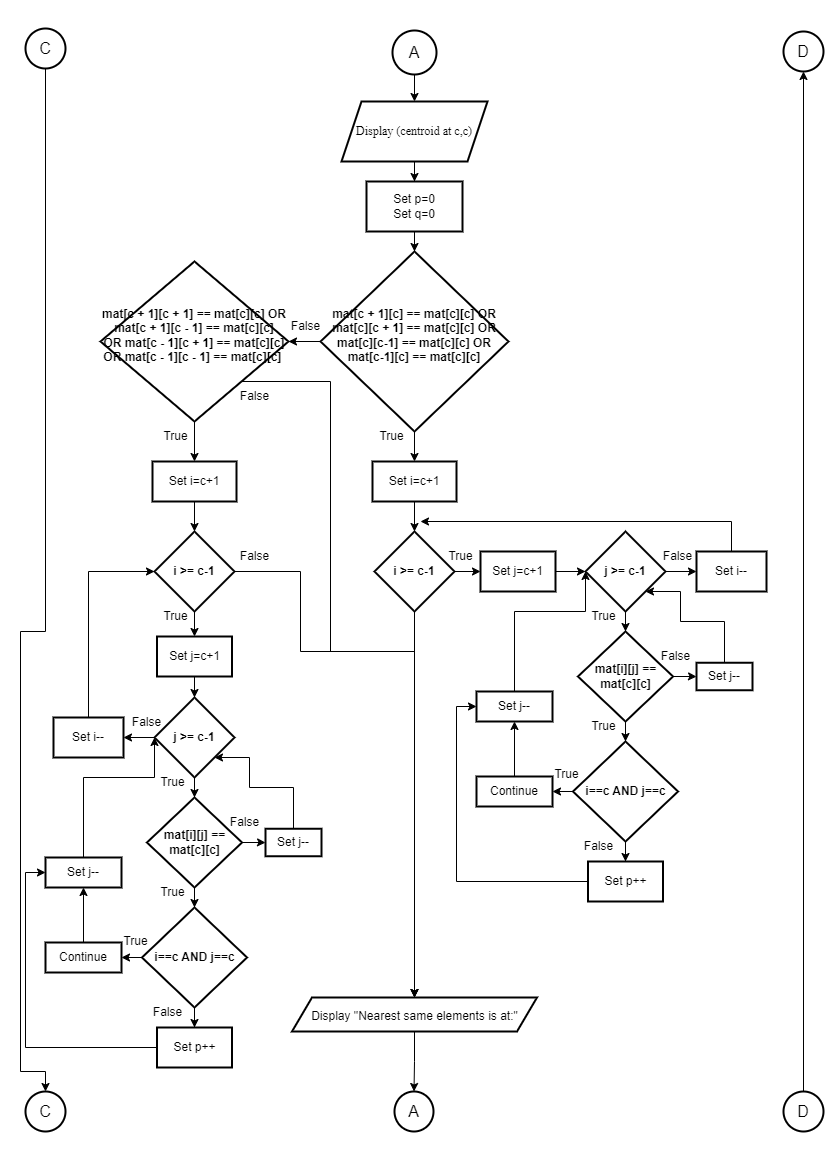 C
A
D
Display (centroid at c,c)
Set p=0
Set q=0
mat[c + 1][c + 1] == mat[c][c] OR
mat[c + 1][c - 1] == mat[c][c]
OR mat[c - 1][c + 1] == mat[c][c]
OR mat[c - 1][c - 1] == mat[c][c]
False
mat[c + 1][c] == mat[c][c] OR
mat[c][c + 1] == mat[c][c] OR
mat[c][c-1] == mat[c][c] OR
mat[c-1][c] == mat[c][c]
False
True
True
Set i=c+1
Set i=c+1
i >= c-1
False
i >= c-1
True
Set j=c+1
j >= c-1
False
Set i--
True
True
Set j=c+1
mat[i][j] ==
mat[c][c]
False
Set j--
Set j--
True
Set i--
False
j >= c-1
True
Continue
True
i==c AND j==c
False
Set p++
mat[i][j] ==
mat[c][c]
False
Set j--
Set j--
True
Continue
True
i==c AND j==c
False
Set p++
Display "Nearest same elements is at:"
C
A
D